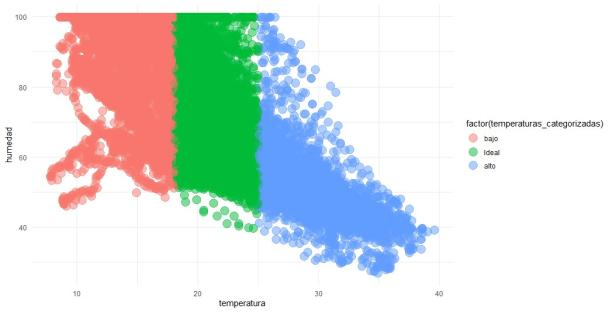 100
80
60
40
humedad
10
20
30
40
temperatura
factor(temperaturas_categorizadas)
bajo
Ideal
alto